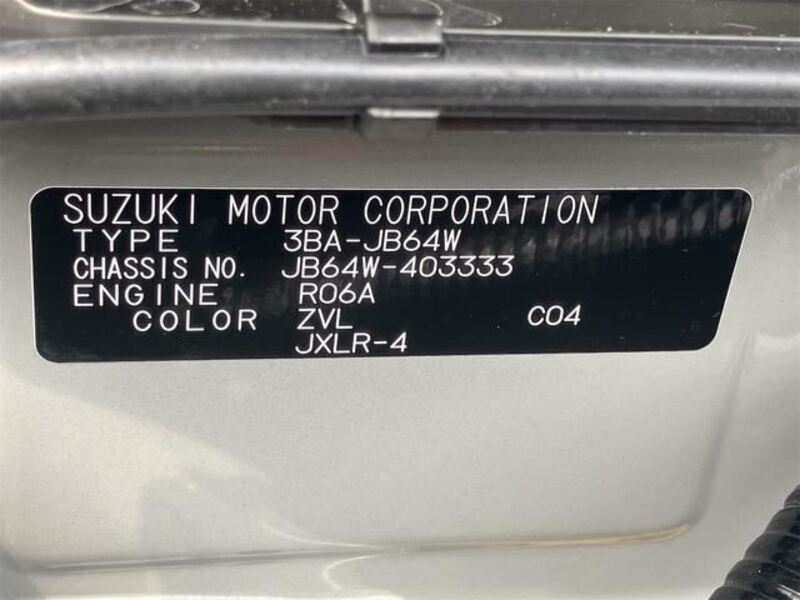 SUZUKI MOTOR CORPORATION
TYPE 3BA-JB64W
CHASSIS NO. JB64W-403333
ENGINE R06A
COLOR ZVL C04
JXLR-4